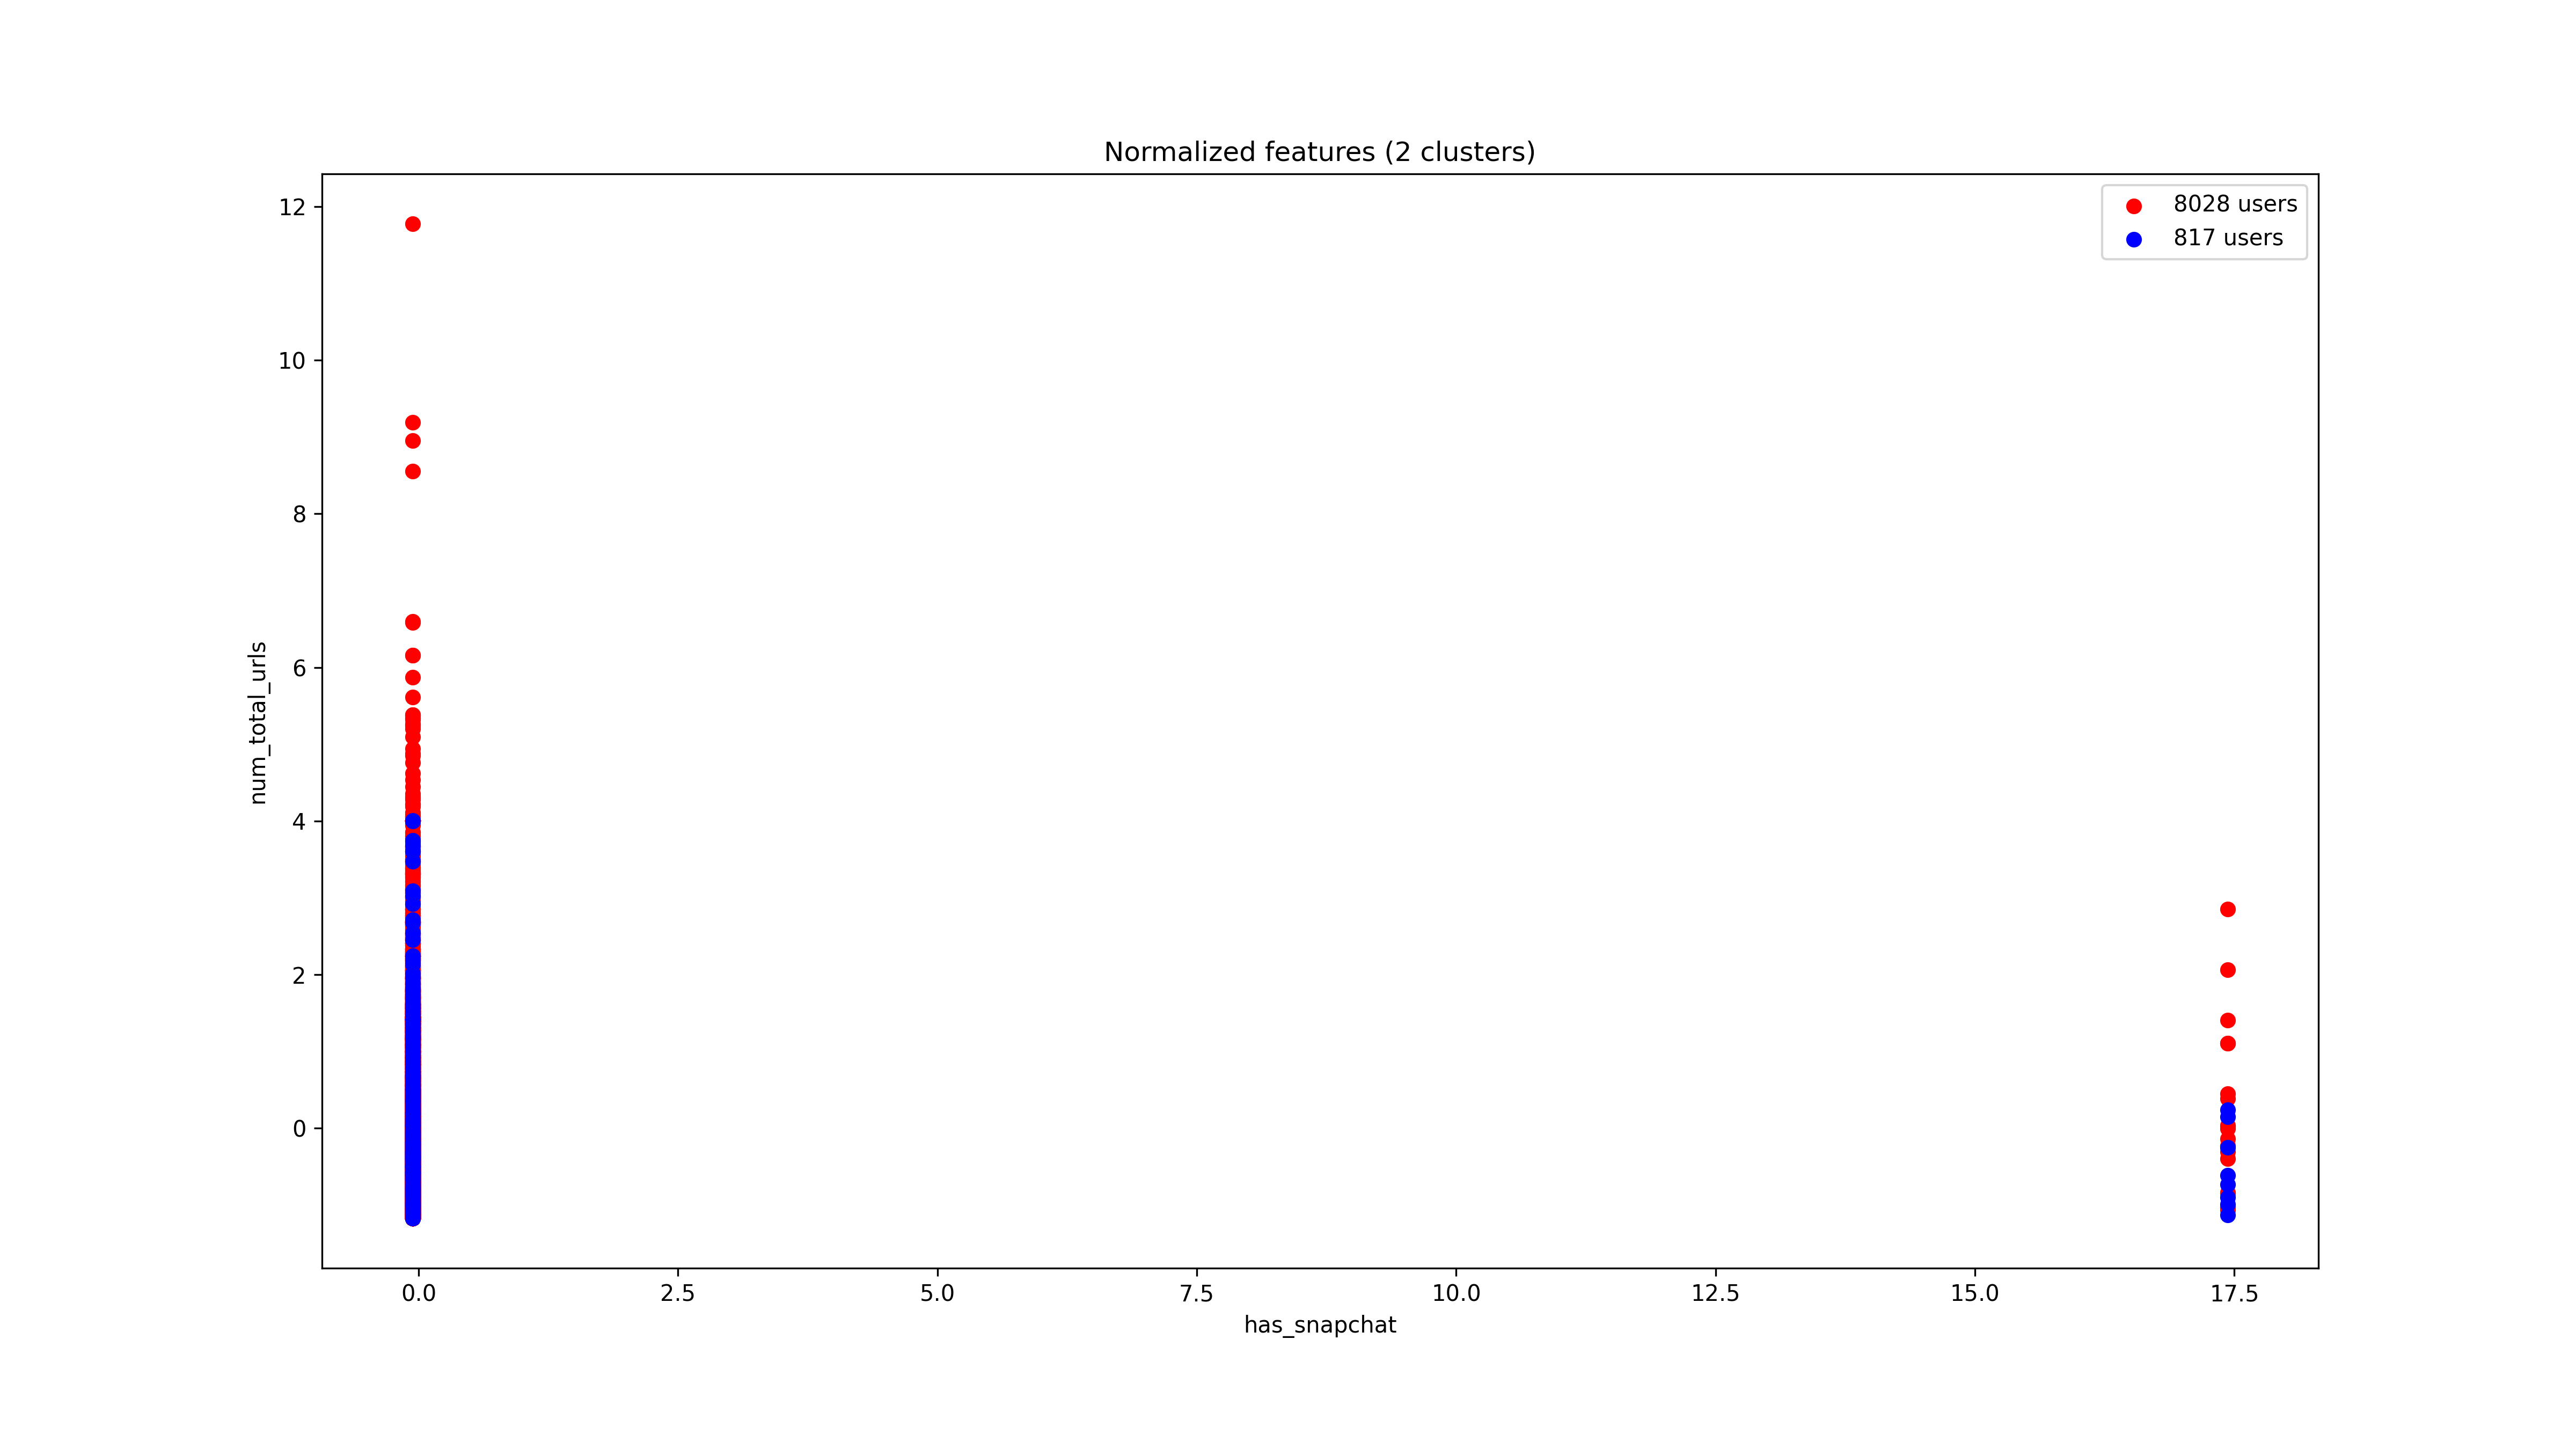 Normalized features (2 clusters)
8028 users
817 users
12
10
8
6
4
2
0
num_total_urls
0.0 2.5 5.0 7.5 10.0 12.5 15.0 17.5
has_snapchat